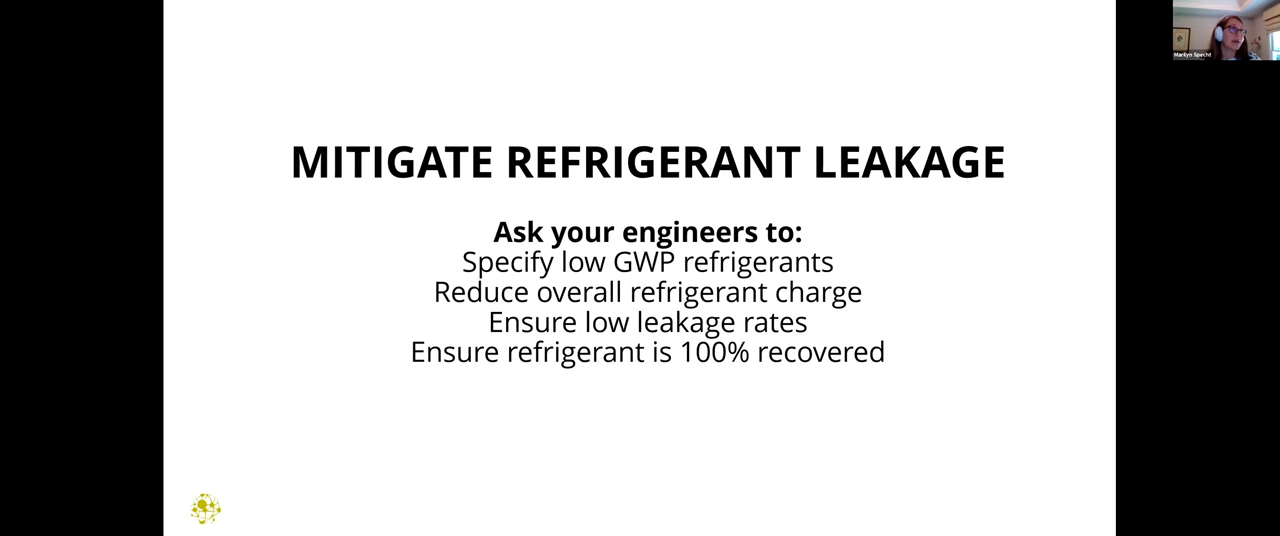 Marilyn Specht
MITIGATE REFRIGERANT LEAKAGE
Ask your engineers to:
Specify low GWP refrigerants
Reduce overall refrigerant charge
Ensure low leakage rates
Ensure refrigerant is 100% recovered